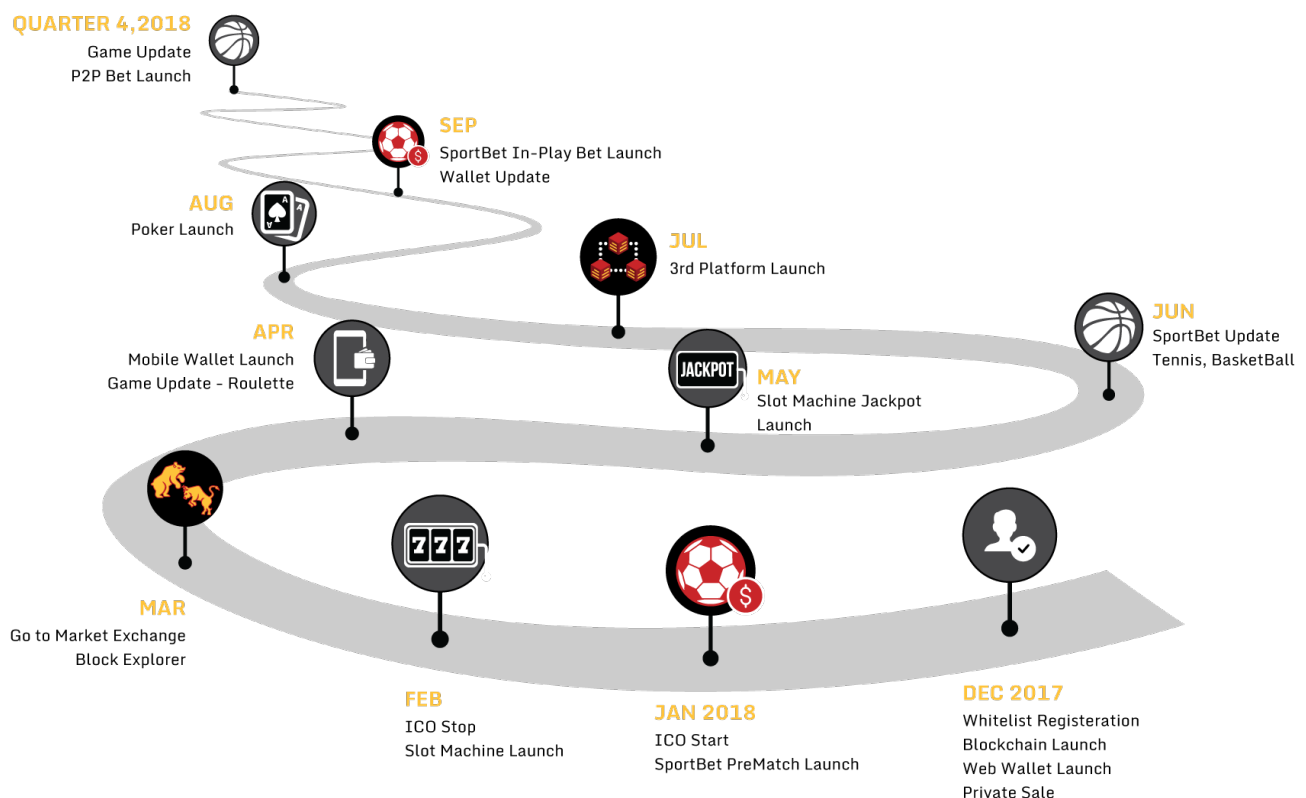 QUARTER 4,2018
Game Update
P2P Bet Launch
SEP
SportBet In-Play Bet Launch
Wallet Update
$
AUG
Poker Launch
A
A
A
JUL
3rd Platform Launch
JUN
SportBet Update
Tennis, BasketBall
APR
Mobile Wallet Launch
Game Update - Roulette
JACKPOT
MAY
Slot Machine Jackpot
Launch
MAR
Go to Market Exchange
Block Explorer
777
FEB
ICO Stop
Slot Machine Launch
$
JAN 2018
ICO Start
SportBet PreMatch Launch
DEC 2017
Whitelist Registeration
Blockchain Launch
Web Wallet Launch
Private Sale